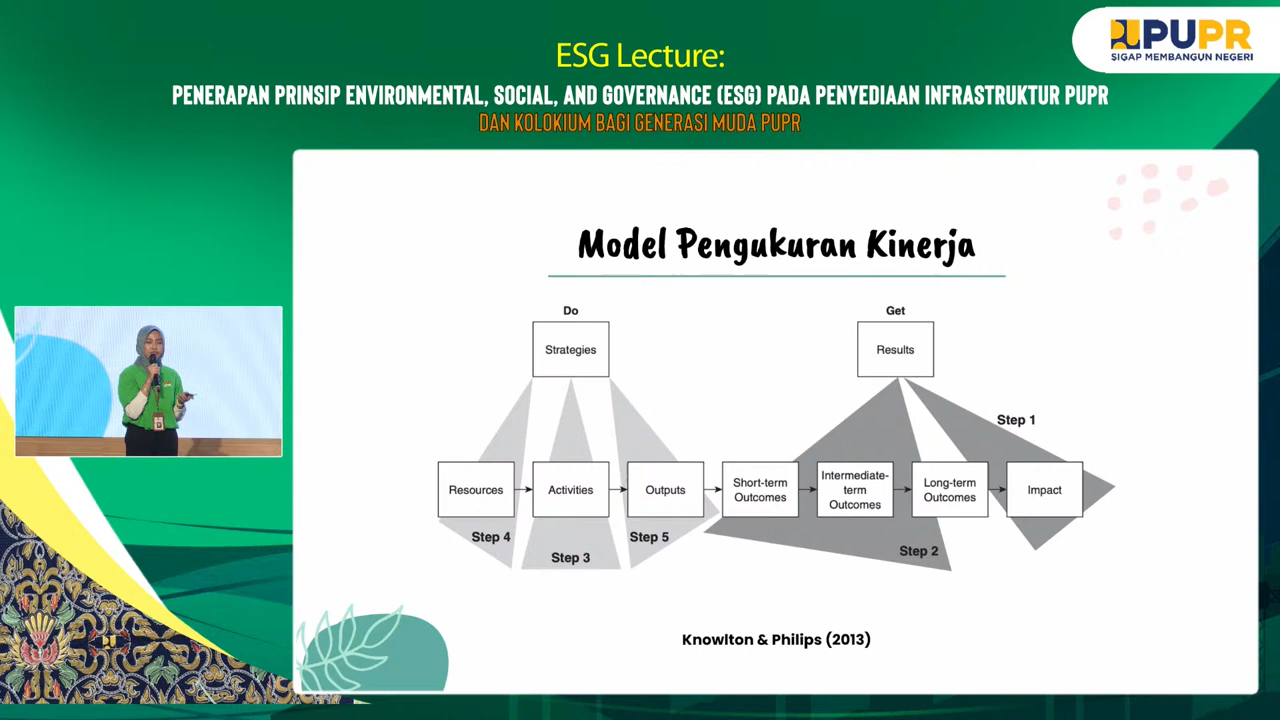 ESG Lecture:
PENERAPAN PRINSIP ENVIRONMENTAL, SOCIAL, AND GOVERNANCE (ESG) PADA PENYEDIAAN INFRASTRUKTUR PUPR
DAN KOLOKIUM BAGI GENERASI MUDA PUPR
PUPR
SIGAP MEMBANGUN NEGERI
Model Pengukuran Kinerja
Do
Get
Strategies
Results
Step 1
Resources
Activities
Outputs
Short-term
Outcomes
Intermediate-
term
Outcomes
Long-term
Outcomes
Impact
Step 4
Step 3
Step 5
Step 2
Knowlton & Philips (2013)